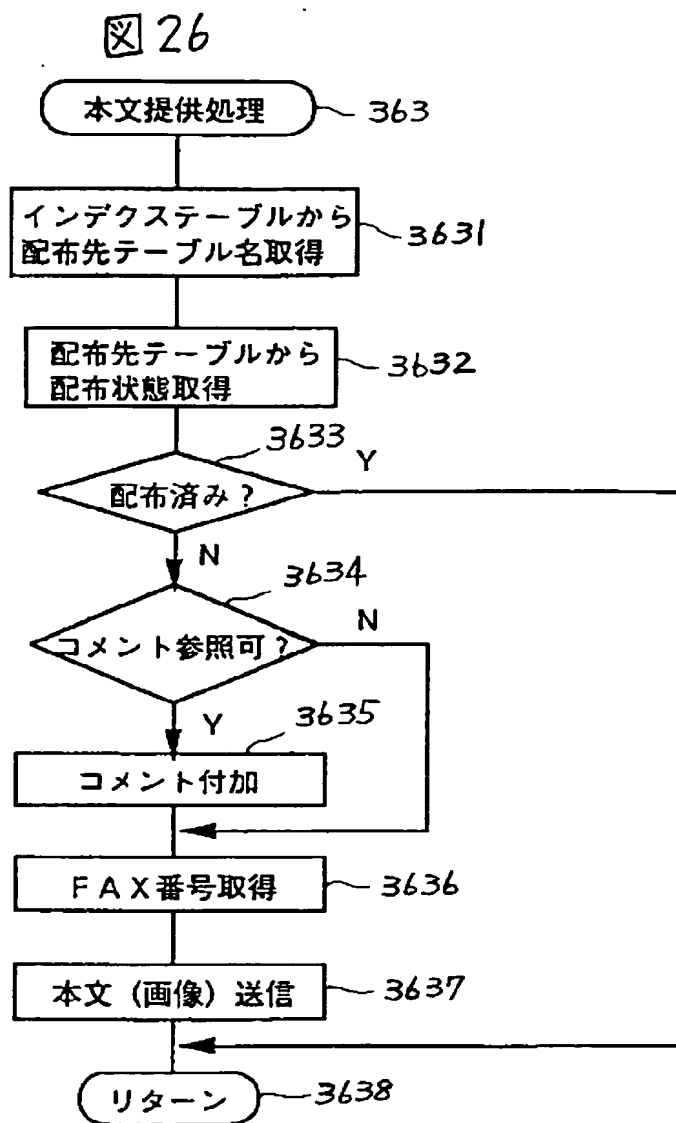 図 26
本文提供処理
363
インデクステーブルから
配布先テーブル名取得
3631
配布先テーブルから
配布状態取得
3632
3633
配布済み?
Y
N
3634
コメント参照可?
N
Y
3635
コメント付加
FAX番号取得
3636
本文(画像)送信
3637
リターン
3638